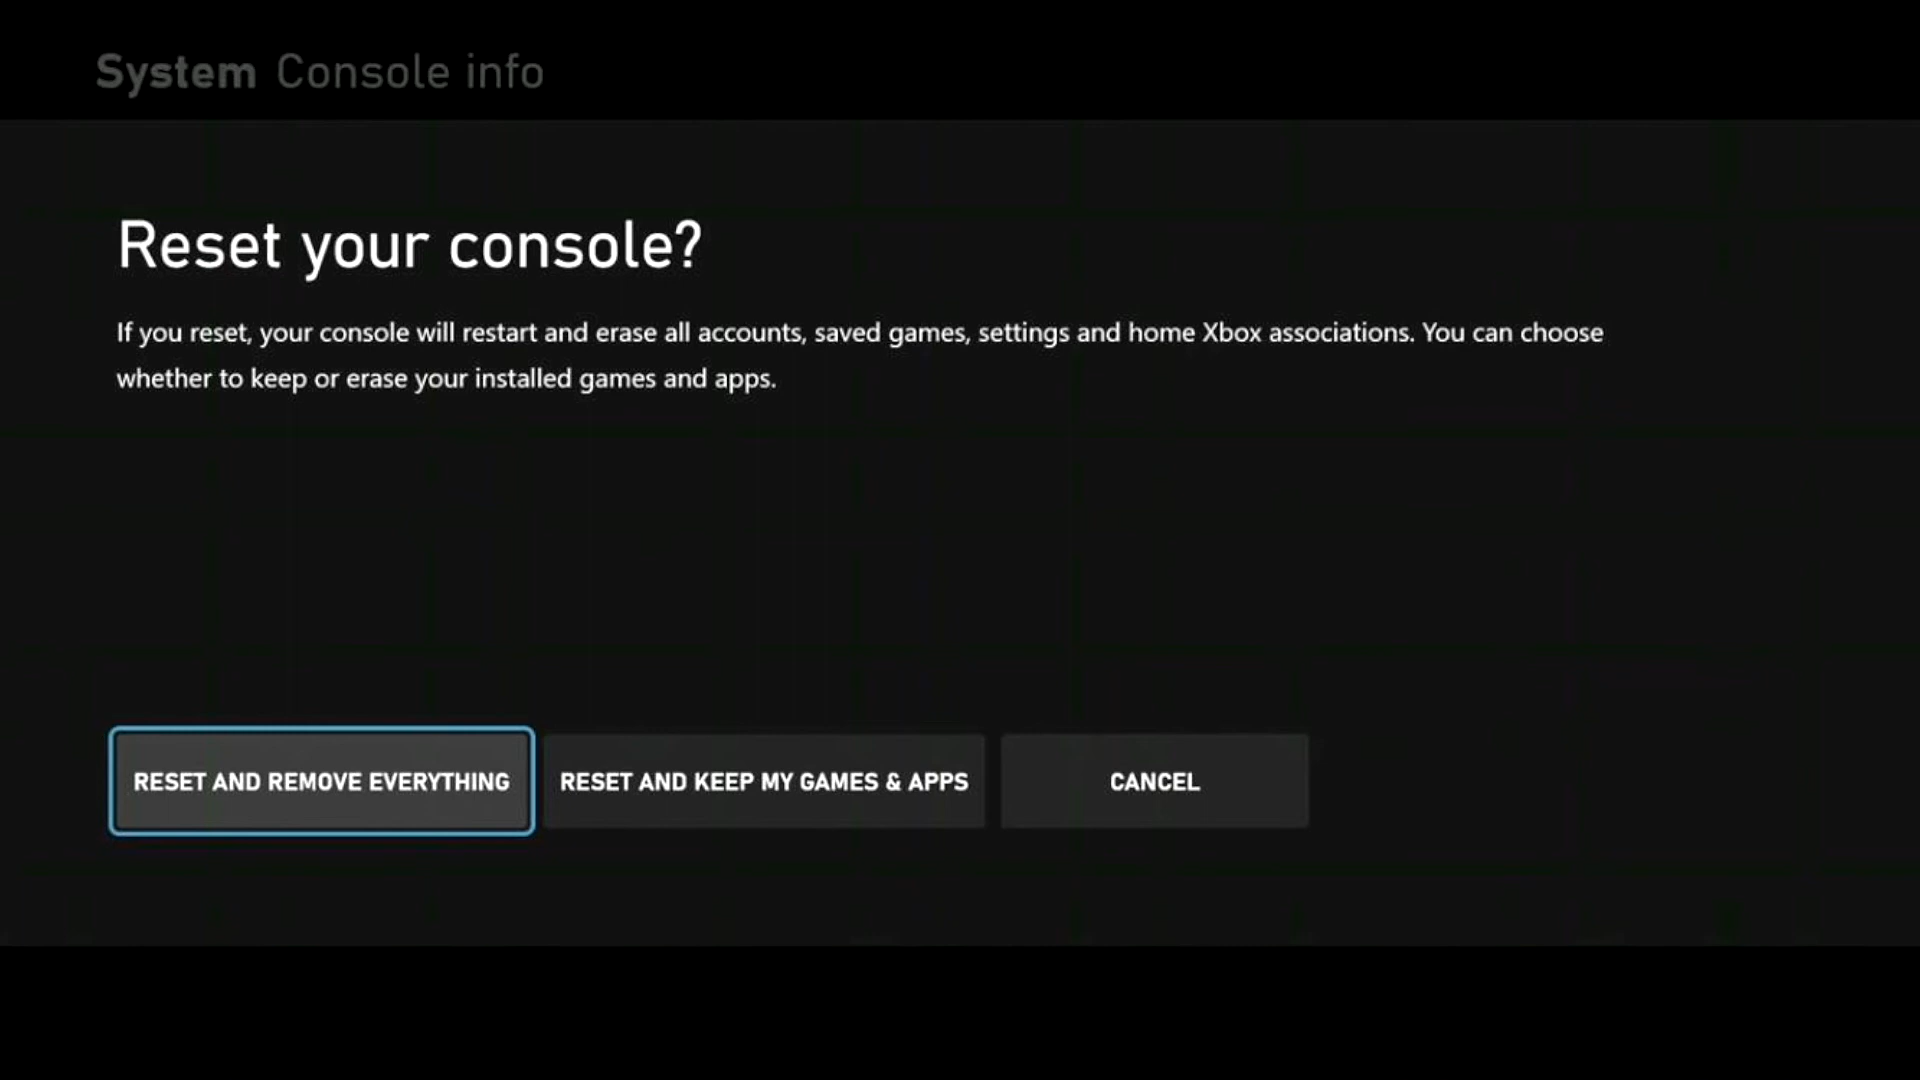 System Console info
Reset your console?
If you reset, your console will restart and erase all accounts, saved games, settings and home Xbox associations. You can choose
whether to keep or erase your installed games and apps.
RESET AND REMOVE EVERYTHING
RESET AND KEEP MY GAMES & APPS
CANCEL